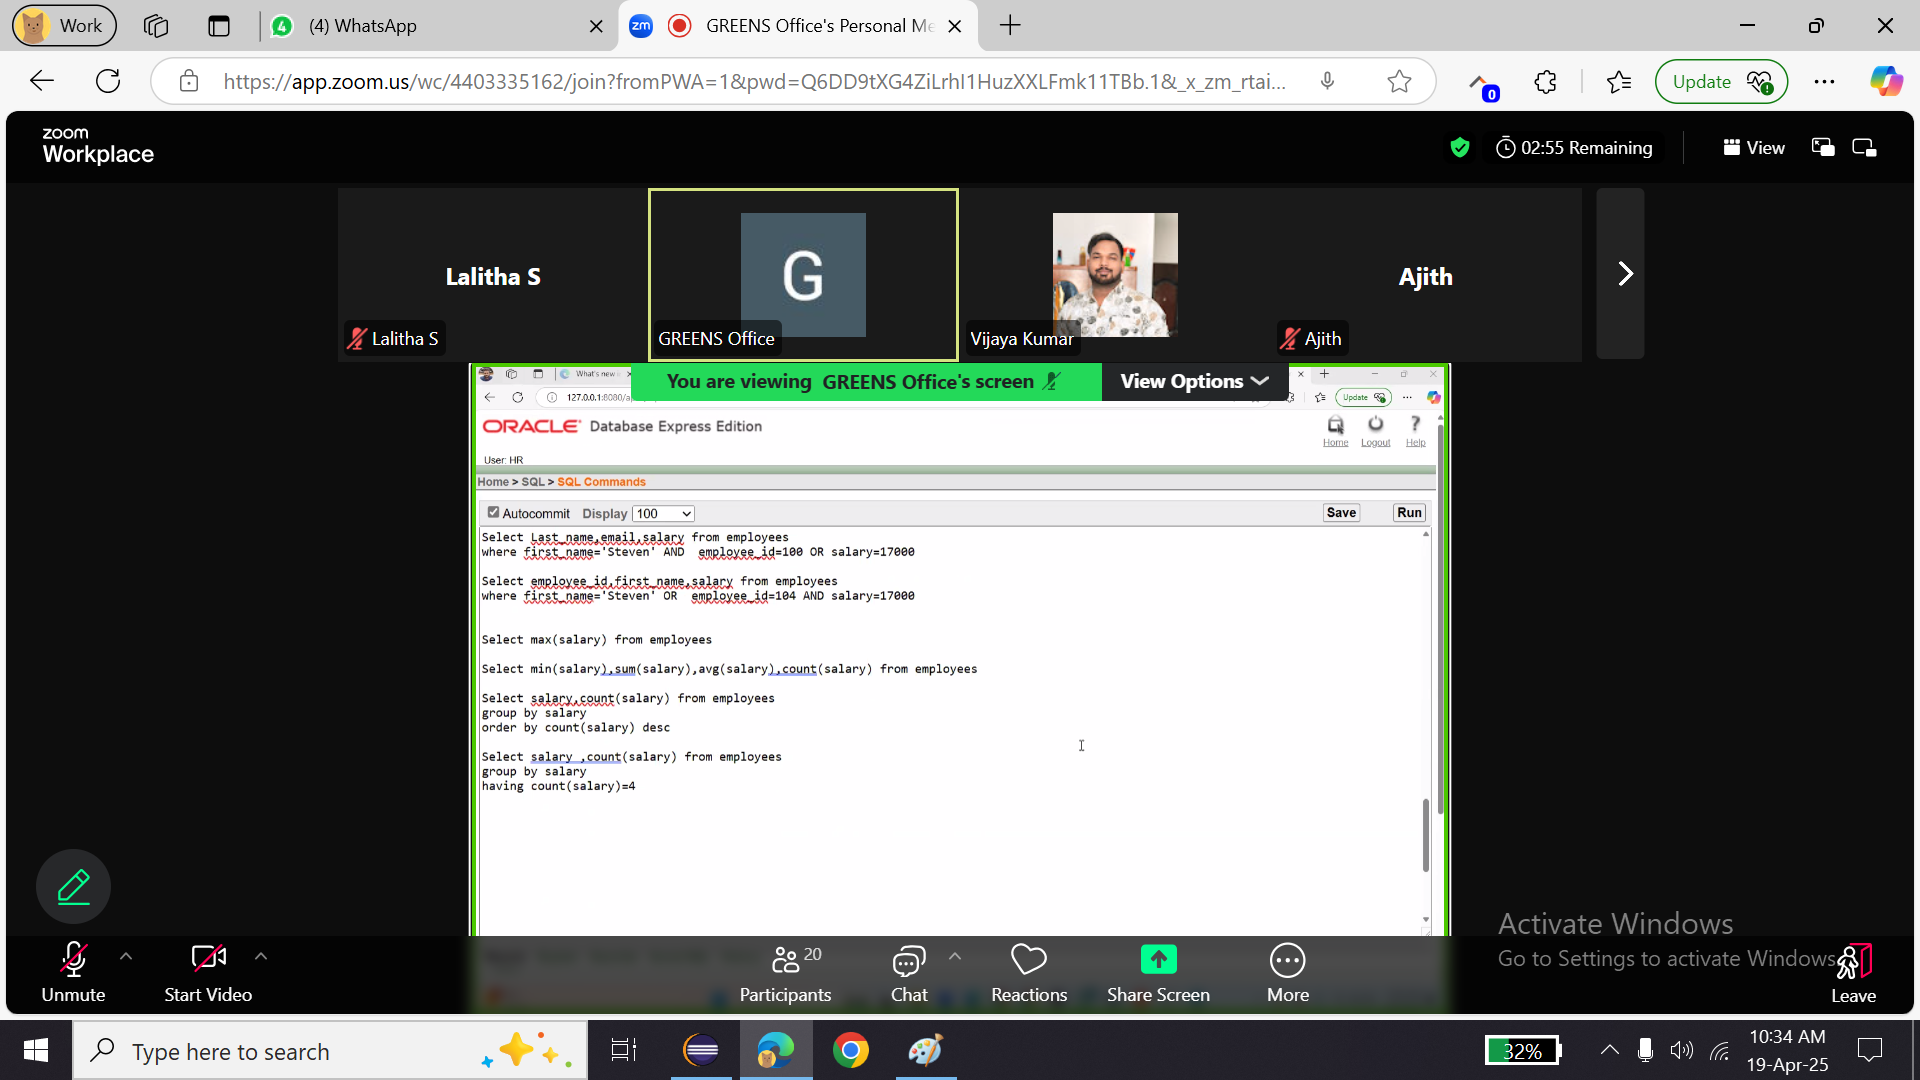 Work
(4) WhatsApp
zm
GREENS Office's Personal Me
https://app.zoom.us/wc/4403335162/join?fromPWA=1&pwd=Q6DD9tXG4ZiLrhI1HuzXXLFmk11TBb.1&_x_zm_rtai...
0
Update
zoom
Workplace
02:55 Remaining
View
Lalitha S
G
Ajith
Lalitha S
GREENS Office
Vijaya Kumar
Ajith
What's new
You are viewing GREENS Office's screen
View Options
127.0.0.1:8080/
Update
ORACLE Database Express Edition
Home
Logout
Help
User: HR
Home > SQL > SQL Commands
Autocommit Display 100
Save
Run
Select Last_name,email,salary from employees
where first_name='Steven' AND employee_id=100 OR salary=17000
Select employee_id,first_name,salary from employees
where first_name='Steven' OR employee_id=104 AND salary=17000
Select max(salary) from employees
Select min(salary),sum(salary),avg(salary),count(salary) from employees
Select salary,count(salary) from employees
group by salary
order by count(salary) desc
Select salary ,count(salary) from employees
group by salary
having count(salary)=4
Activate Windows
Go to Settings to activate Windows.
Unmute
Start Video
20
Participants
Chat
Reactions
Share Screen
More
Leave
Type here to search
32%
10:34 AM
19-Apr-25